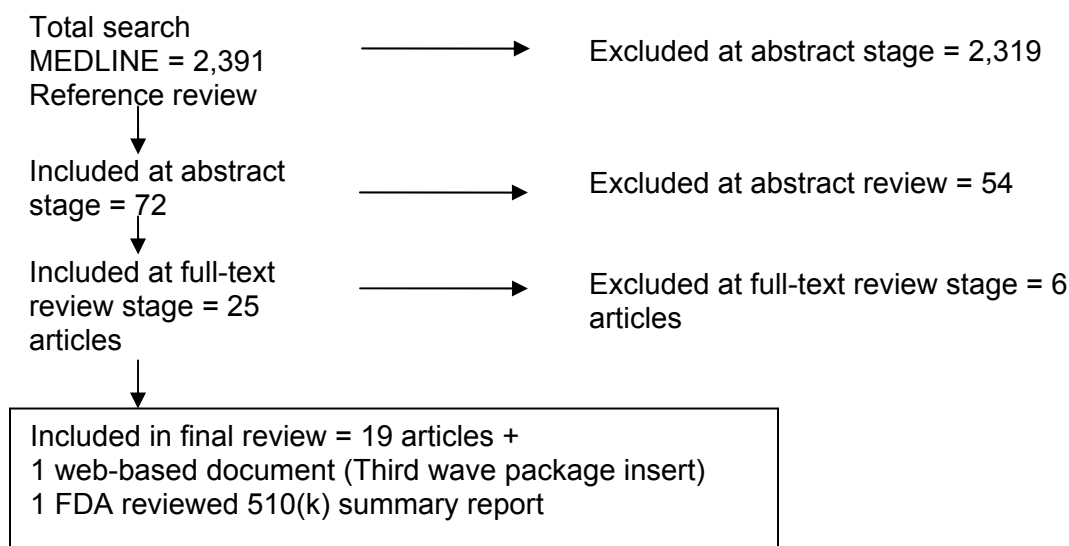 Total search
MEDLINE = 2,391
Reference review
Excluded at abstract stage = 2,319
Included at abstract
stage = 72
Excluded at abstract review = 54
Included at full-text
review stage = 25
articles
Excluded at full-text review stage = 6
articles
Included in final review = 19 articles +
1 web-based document (Third wave package insert)
1 FDA reviewed 510(k) summary report